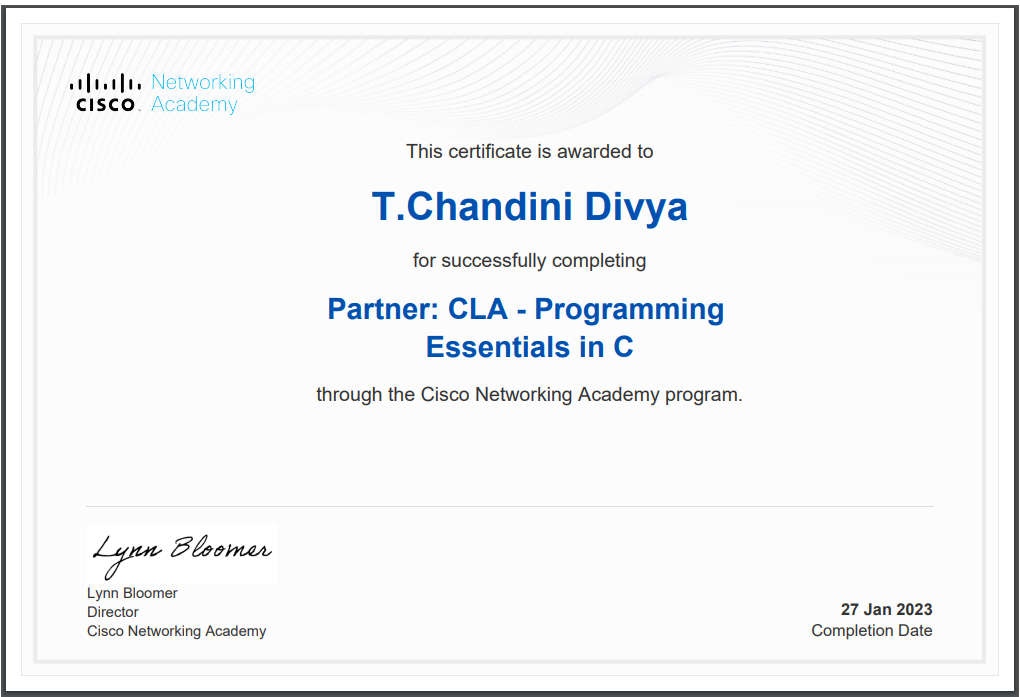 Networking
CISCO Academy
This certificate is awarded to
T.Chandini Divya
for successfully completing
Partner: CLA - Programming
Essentials in C
through the Cisco Networking Academy program.
Lynn Bloomer
Lynn Bloomer
Director
Cisco Networking Academy
27 Jan 2023
Completion Date